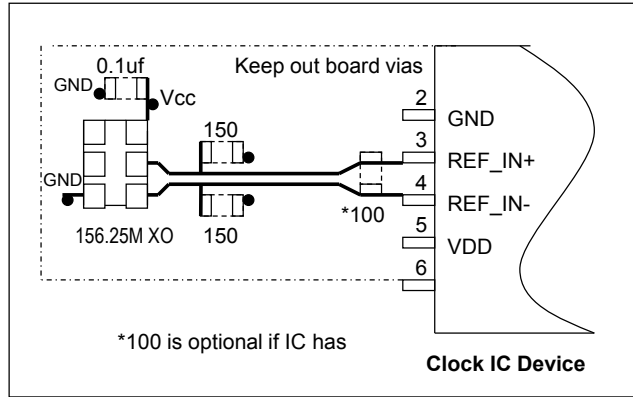 0.1uf
Keep out board vias
GND
Vcc
2
GND
150
3
REF_IN+
GND
4
REF_IN-
*100
156.25M XO
150
5
VDD
6
*100 is optional if IC has
Clock IC Device